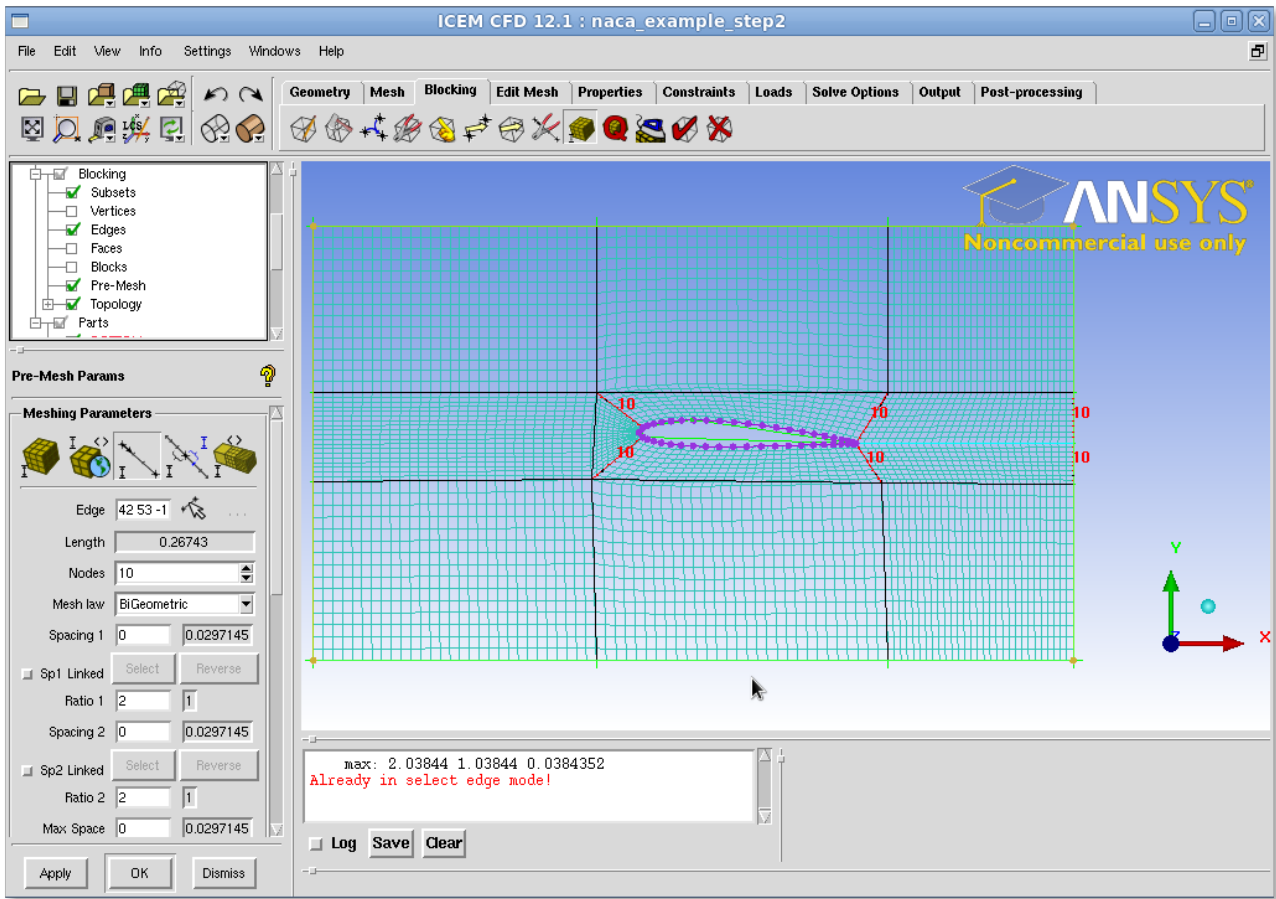 ICEM CFD 12.1 : naca_example_step2
File Edit View Info Settings Windows Help
Geometry Mesh Blocking Edit Mesh Properties Constraints Loads Solve Options Output Post-processing
Blocking
Subsets
Vertices
Edges
Faces
Blocks
Pre-Mesh
Topology
Parts
Pre-Mesh Params
Meshing Parameters
Edge 42 53 -1 ...
Length 0.26743
Nodes 10
Mesh law BiGeometric
Spacing 1 0 0.0297145
Sp1 Linked Select Reverse
Ratio 1 2 1
Spacing 2 0 0.0297145
Sp2 Linked Select Reverse
Ratio 2 2 1
Max Space 0 0.0297145
Apply OK Dismiss
ANSYS
Noncommercial use only
10 10 10
10 10 10
Y
Z X
max: 2.03844 1.03844 0.0384352
Already in select edge mode!
Log Save Clear